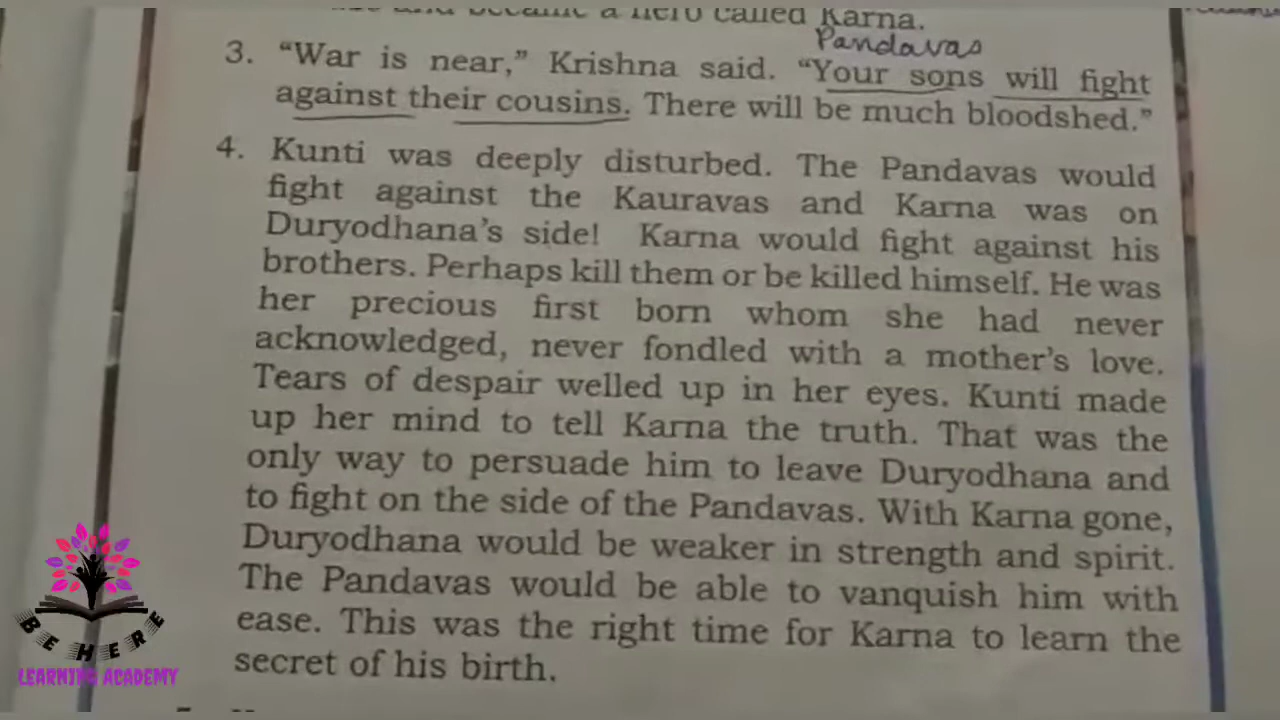 and became a hero called Karna.
Pandavas
3. “War is near,” Krishna said. “Your sons will fight
against their cousins. There will be much bloodshed.”
4. Kunti was deeply disturbed. The Pandavas would
fight against the Kauravas and Karna was on
Duryodhana’s side! Karna would fight against his
brothers. Perhaps kill them or be killed himself. He was
her precious first born whom she had never
acknowledged, never fondled with a mother’s love.
Tears of despair welled up in her eyes. Kunti made
up her mind to tell Karna the truth. That was the
only way to persuade him to leave Duryodhana and
to fight on the side of the Pandavas. With Karna gone,
Duryodhana would be weaker in strength and spirit.
The Pandavas would be able to vanquish him with
ease. This was the right time for Karna to learn the
secret of his birth.
BE HERE
LEARNING ACADEMY